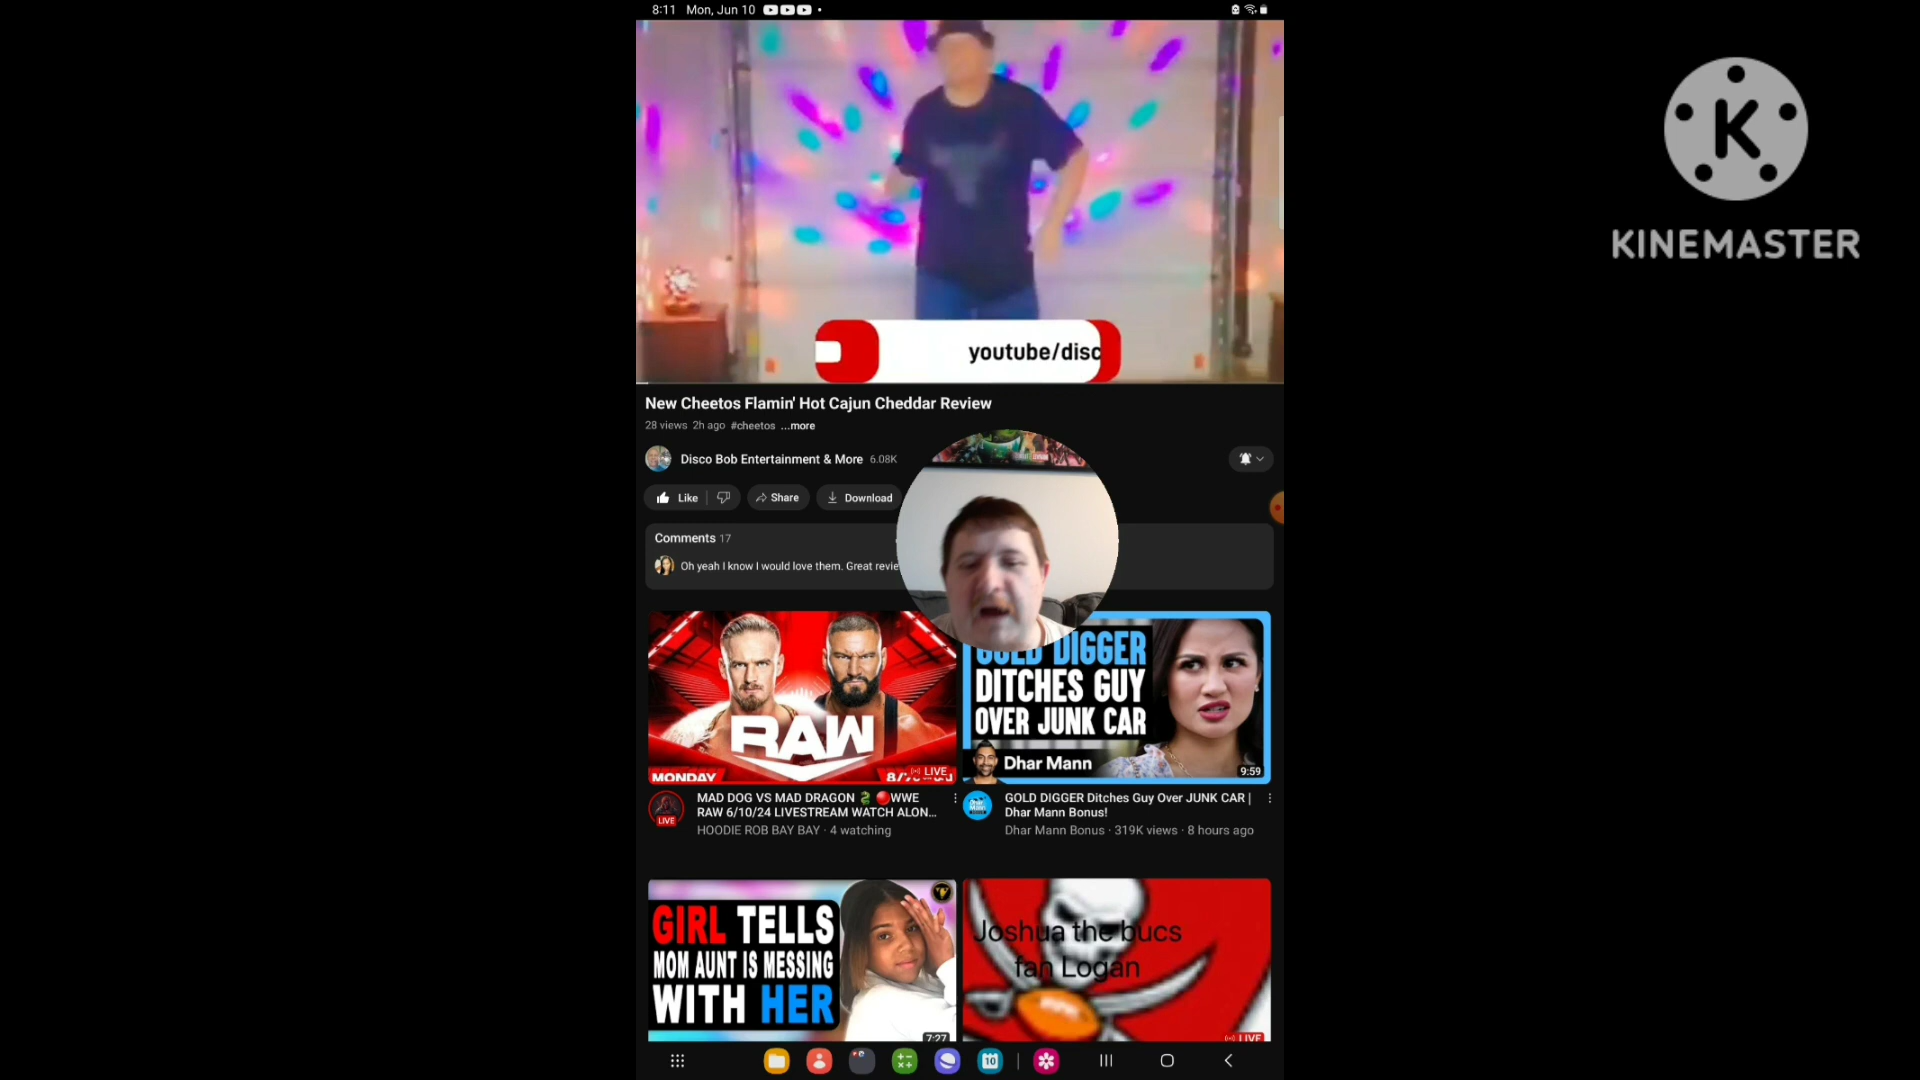 8:11 Mon, Jun 10
K
KINEMASTER
youtube/disc
New Cheetos Flamin' Hot Cajun Cheddar Review
28 views 2h ago #cheetos ...more
Disco Bob Entertainment & More 6.08K
Like
Share
Download
Comments 17
Oh yeah I know I would love them. Great revie
RAW
MONDAY
LIVE
LIVE
MAD DOG VS MAD DRAGON 🐉 🔴WWE
RAW 6/10/24 LIVESTREAM WATCH ALON...
HOODIE ROB BAY BAY · 4 watching
GOLD DIGGER
DITCHES GUY
OVER JUNK CAR
Dhar Mann
9:59
GOLD DIGGER Ditches Guy Over JUNK CAR |
Dhar Mann Bonus!
Dhar Mann Bonus · 319K views · 8 hours ago
GIRL TELLS
MOM AUNT IS MESSING
WITH HER
7:27
Joshua the bucs
fan Logan
LIVE
10